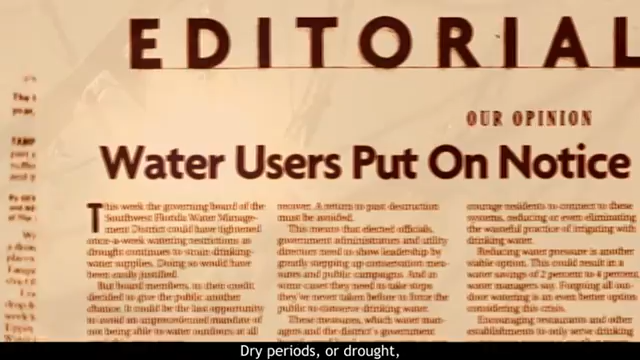 EDITORIAL
OUR OPINION
Water Users Put On Notice
This week the governing board of the
Southwest Florida Water Manage-
ment District could have tightened
once-a-week watering restrictions as
drought continues to strain drinking-
water supplies. Doing so would have
been easily justified.
But board members, to their credit
decided to give the public another
chance. It could be the last opportunity
to avoid an unprecedented number of
not being able to water outdoors at all
recover. A return to past destruction
must be avoided.
This means that elected officials,
government administrators and utility
directors need to show leadership by
greatly stepping up conservation mea-
sures and public campaigns. And in
some cases they need to take steps
they've never taken before to force the
public to conserve water.
These measures, which water man-
agers and the district's government
courage residents to connect to these
systems, reducing or even eliminating
the wasteful practice of irrigating with
drinking water.
Reducing water pressure is another
viable option. This could result in a
water savings of 2 percent to 4 percent
water managers say. Forgoing all out-
door watering is an even better option
considering this crisis.
Encouraging restaurants and other
establishments to only serve drinking
Dry periods, or drought,